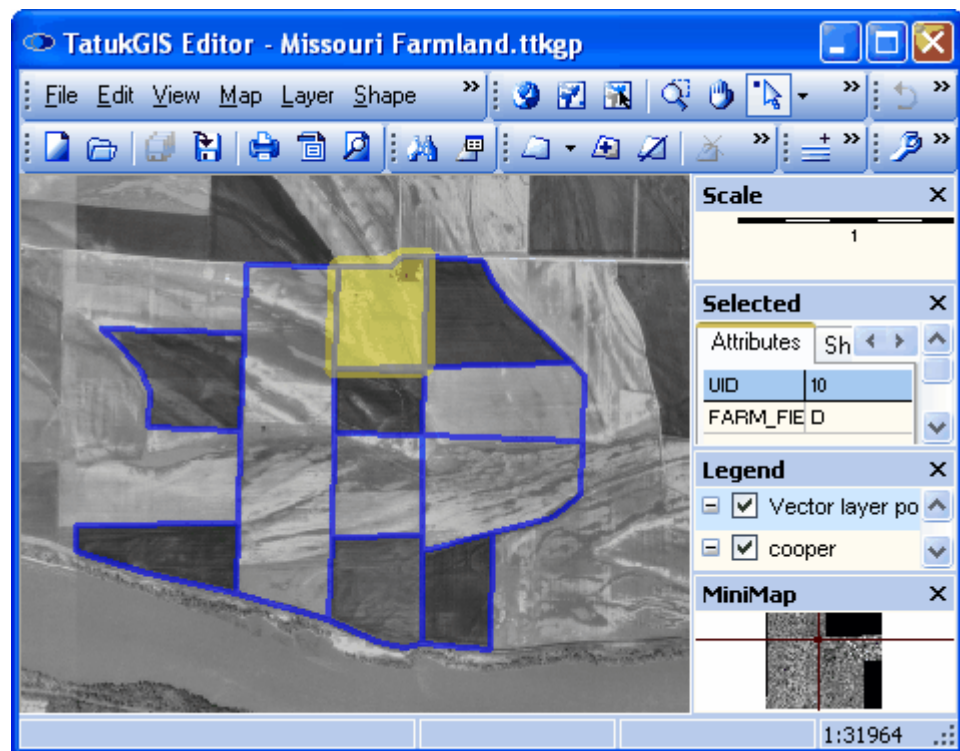 TatukGIS Editor - Missouri Farmland.ttkgp
File Edit View Map Layer Shape
Scale
1
Selected
Attributes Sh
UID 10
FARM_FIE D
Legend
Vector layer po
cooper
MiniMap
1:31964